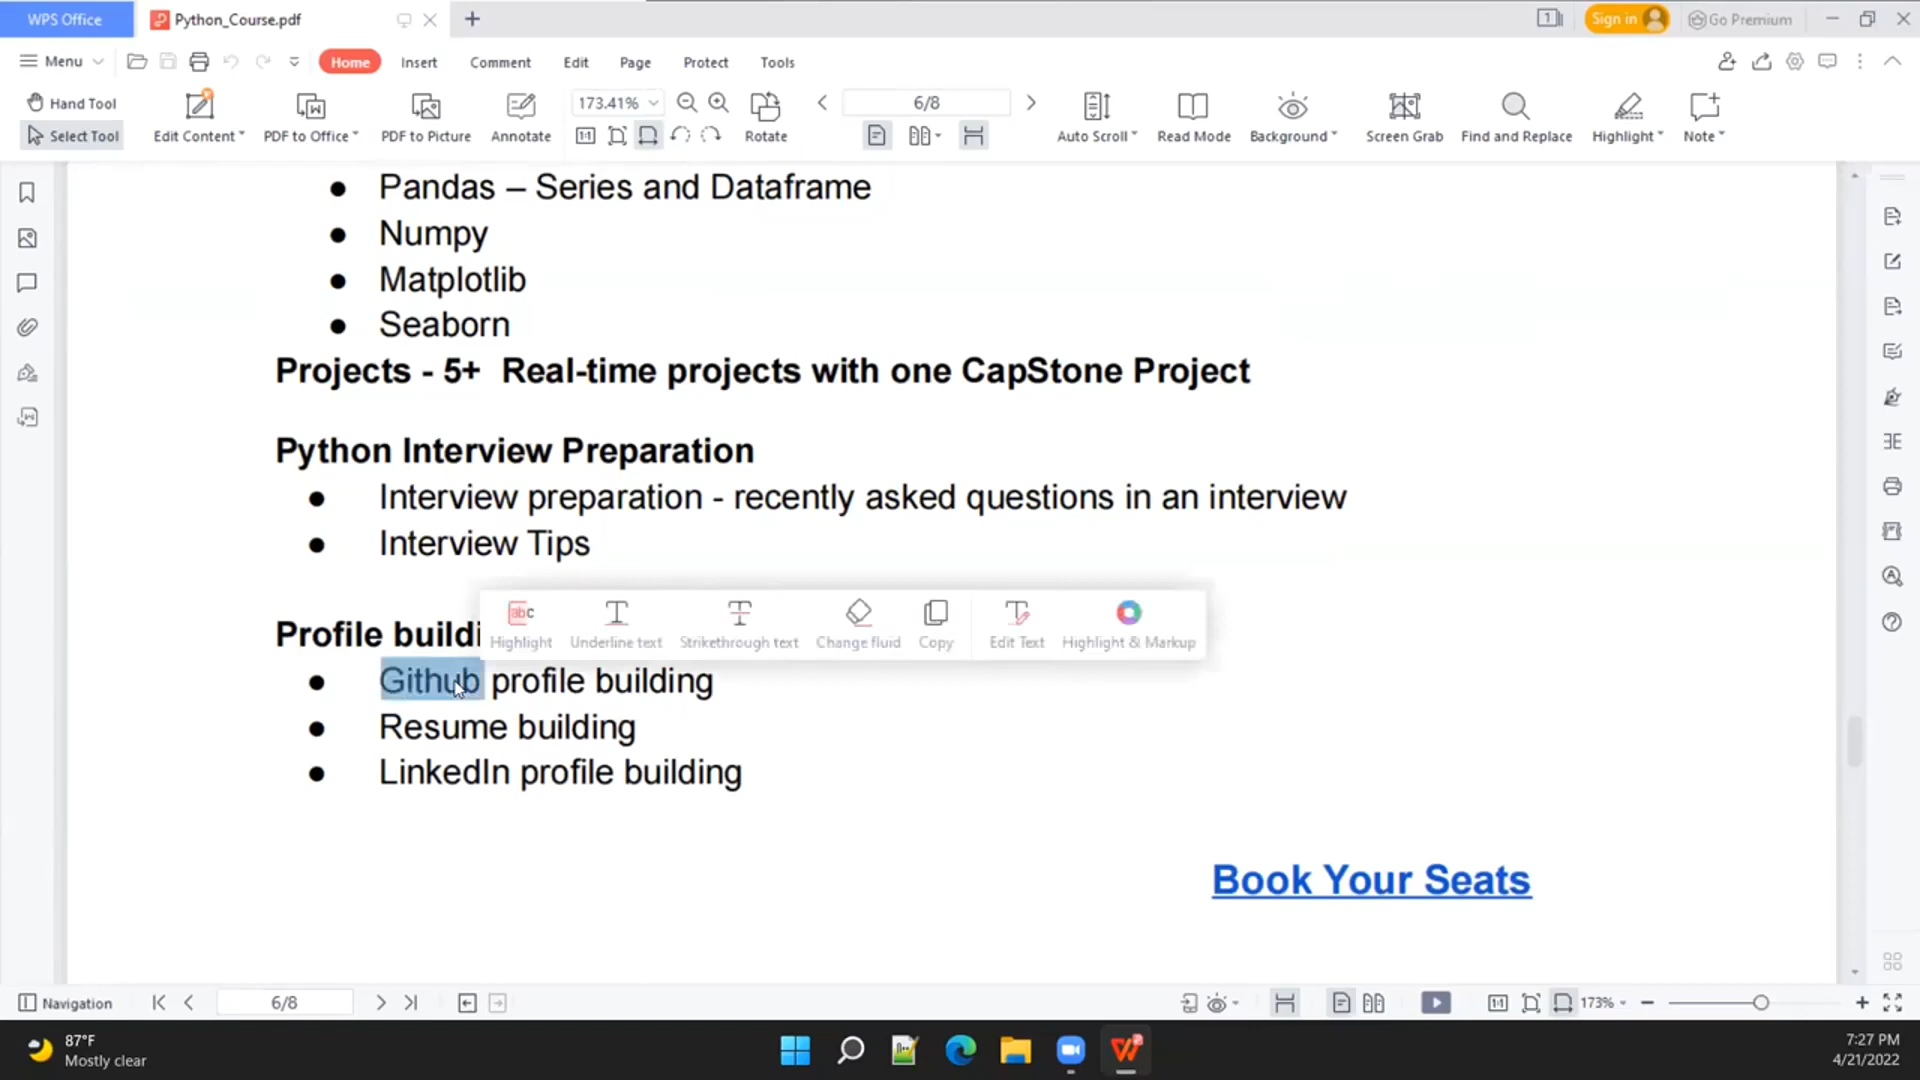 WPS Office
Python_Course.pdf
1
Sign in
Go Premium
Menu
Home
Insert
Comment
Edit
Page
Protect
Tools
Hand Tool
Select Tool
Edit Content
PDF to Office
PDF to Picture
Annotate
173.41%
Rotate
6/8
Auto Scroll
Read Mode
Background
Screen Grab
Find and Replace
Highlight
Note
● Pandas – Series and Dataframe
● Numpy
● Matplotlib
● Seaborn
Projects - 5+ Real-time projects with one CapStone Project
Python Interview Preparation
● Interview preparation - recently asked questions in an interview
● Interview Tips
Profile buildi
abc
Highlight
Underline text
Strikethrough text
Change fluid
Copy
Edit Text
Highlight & Markup
● Github profile building
● Resume building
● LinkedIn profile building
Book Your Seats
Navigation
6/8
173%
87°F
Mostly clear
7:27 PM
4/21/2022